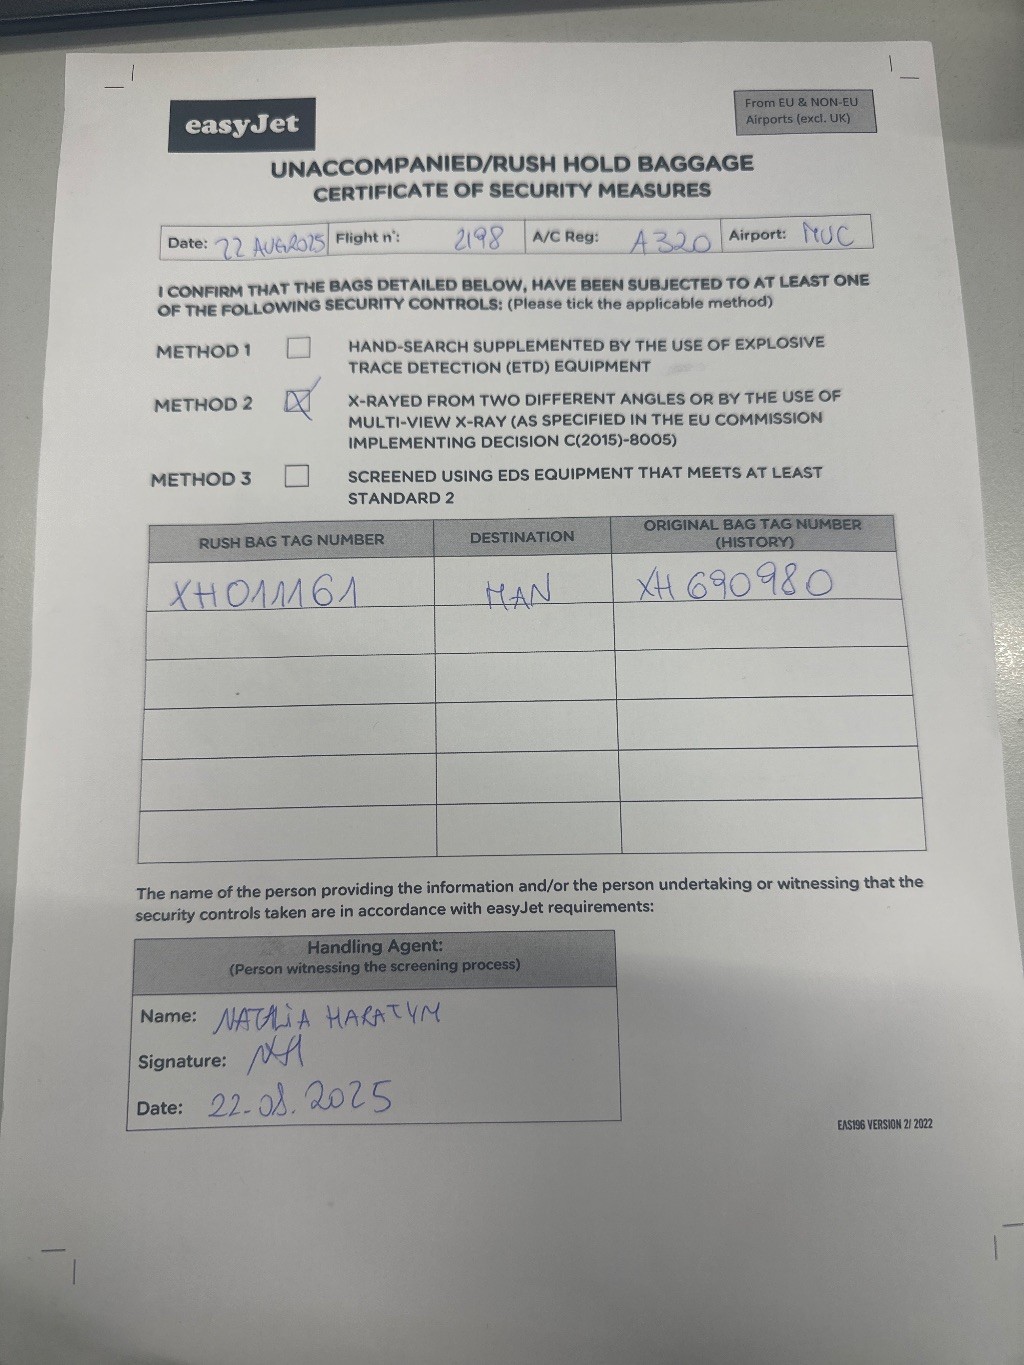 easyJet
From EU & NON-EU
Airports (excl. UK)
UNACCOMPANIED/RUSH HOLD BAGGAGE
CERTIFICATE OF SECURITY MEASURES
Date: 22 AUG2025 Flight n°: 2198 A/C Reg: A320 Airport: MUC
I CONFIRM THAT THE BAGS DETAILED BELOW, HAVE BEEN SUBJECTED TO AT LEAST ONE
OF THE FOLLOWING SECURITY CONTROLS: (Please tick the applicable method)
METHOD 1 HAND-SEARCH SUPPLEMENTED BY THE USE OF EXPLOSIVE
TRACE DETECTION (ETD) EQUIPMENT
METHOD 2 X-RAYED FROM TWO DIFFERENT ANGLES OR BY THE USE OF
MULTI-VIEW X-RAY (AS SPECIFIED IN THE EU COMMISSION
IMPLEMENTING DECISION C(2015)-8005)
METHOD 3 SCREENED USING EDS EQUIPMENT THAT MEETS AT LEAST
STANDARD 2
RUSH BAG TAG NUMBER DESTINATION ORIGINAL BAG TAG NUMBER
(HISTORY)
XH011161 MAN XH 690980
The name of the person providing the information and/or the person undertaking or witnessing that the
security controls taken are in accordance with easyJet requirements:
Handling Agent:
(Person witnessing the screening process)
Name: NATALIA HARATYM
Signature:
Date: 22.08.2025
EAS196 VERSION 2/ 2022